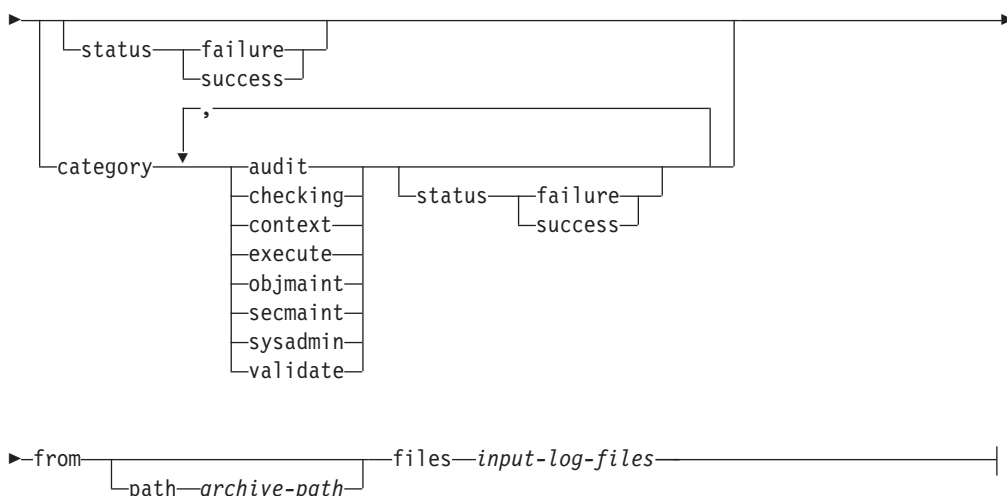 status failure
success
,
category audit
checking status failure
context success
execute
objmaint
secmaint
sysadmin
validate
from files input-log-files
path archive-path